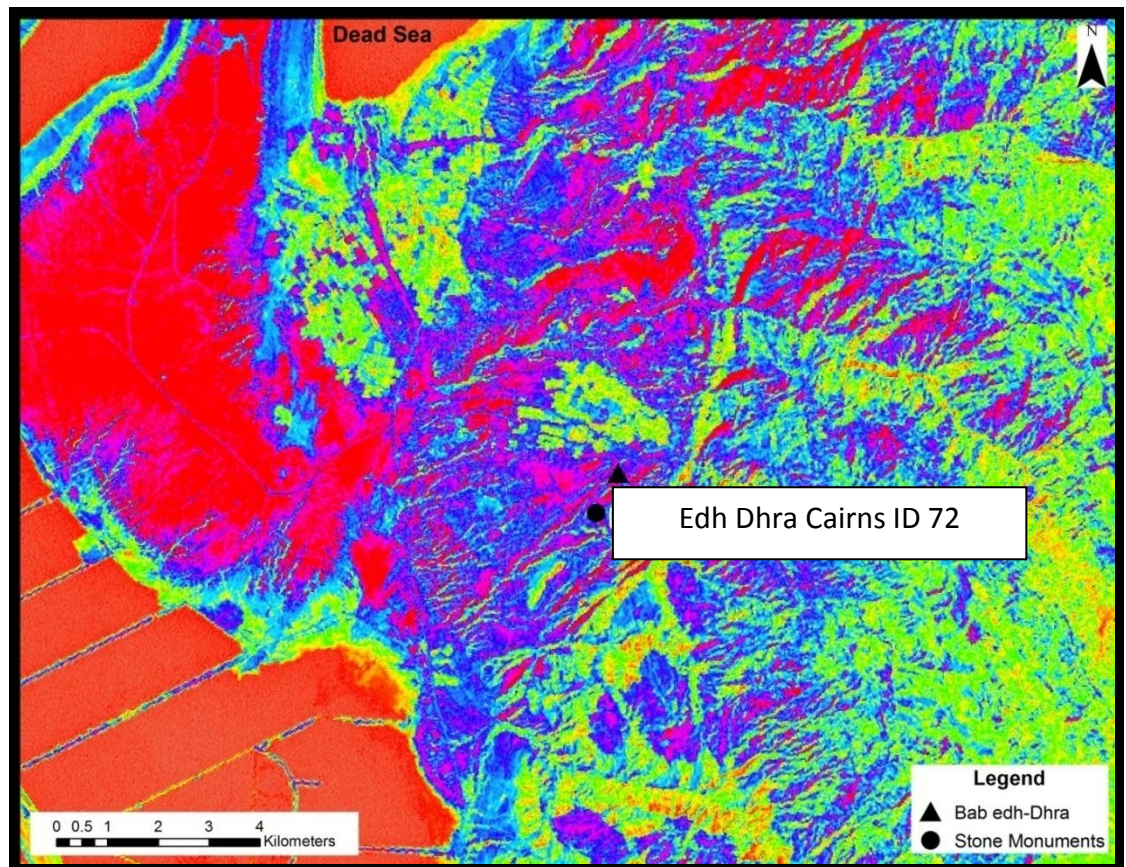 Dead Sea
N
Edh Dhra Cairns ID 72
Legend
Bab edh-Dhra
Stone Monuments
0 0.5 1 2 3 4
Kilometers